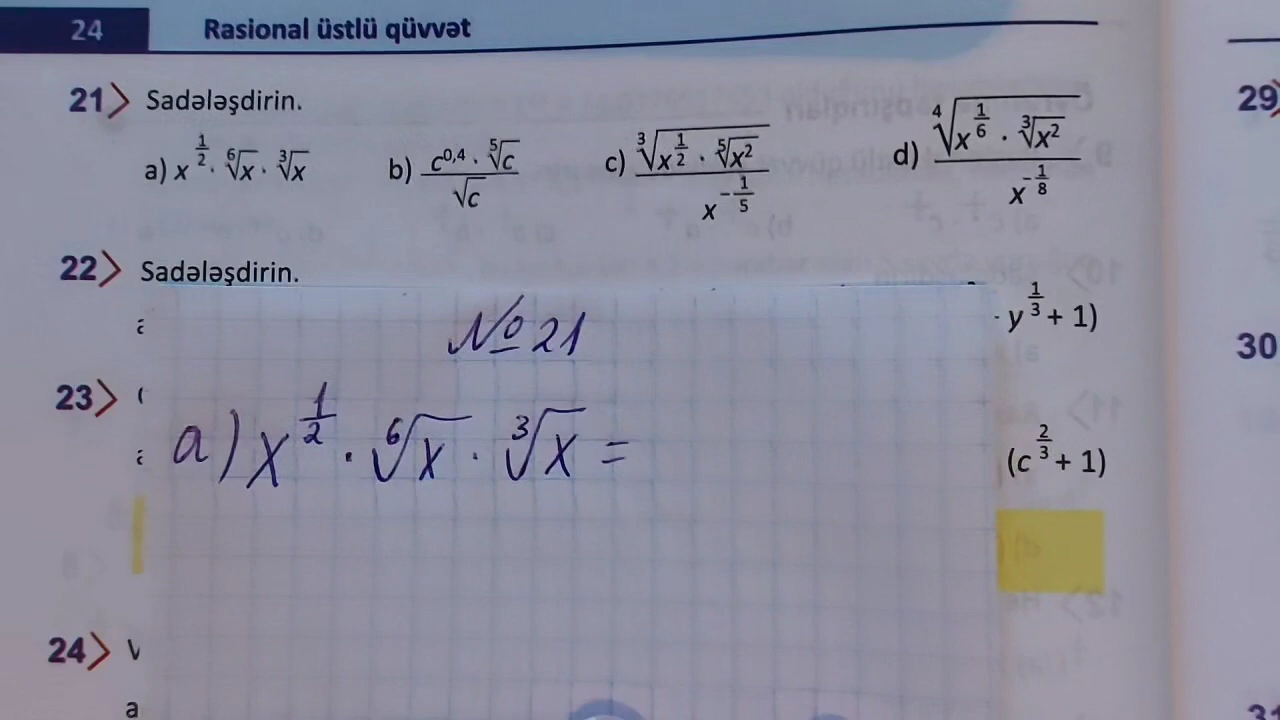 24 Rasional üstlü qüvvət
21 Sadələşdirin.
a) x^{1/2} · ⁶√x · ³√x b) (c^{0,4} · ⁵√c)/√c c) ³√(x^{1/2} · ⁵√x²)/x^{-1/5} d) ⁴√(x^{1/6} · ³√x²)/x^{-1/8}
29
22 Sadələşdirin.
· y^{1/3} + 1)
30
№ 21
23
a) x^{1/2} · ⁶√x · ³√x =
(c^{2/3} + 1)
24
a